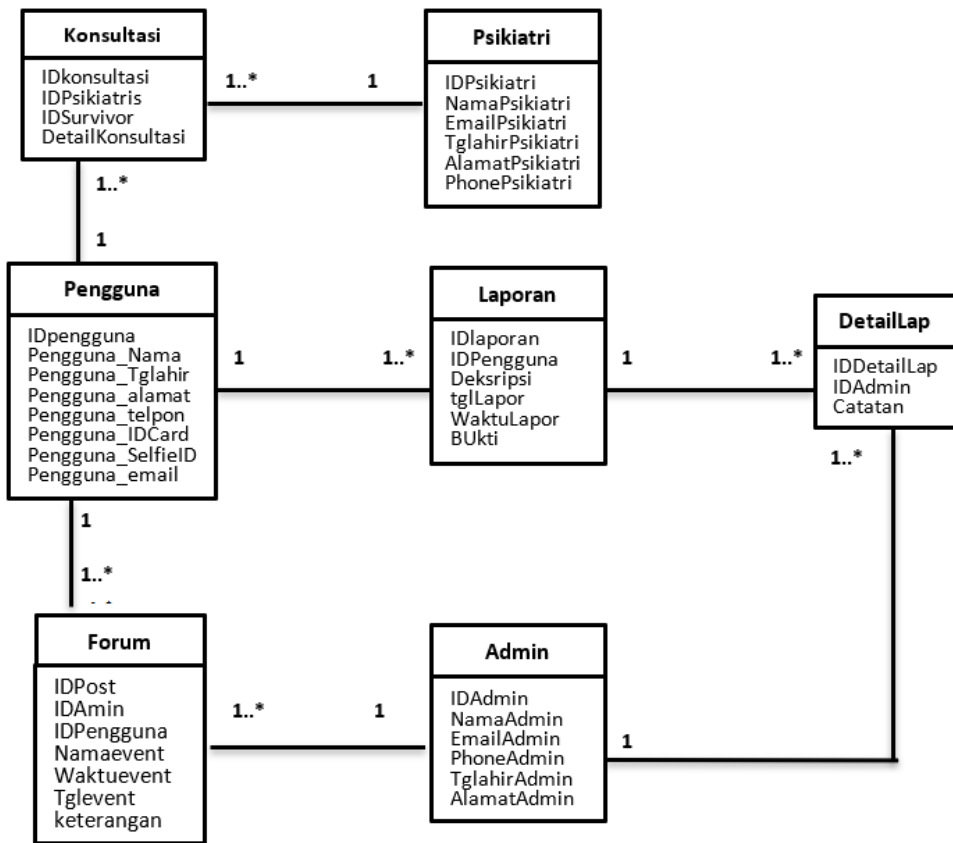 Konsultasi
IDkonsultasi
IDPsikiatris
IDSurvivor
DetailKonsultasi
1..*
1
Psikiatri
IDPsikiatri
NamaPsikiatri
EmailPsikiatri
TglahirPsikiatri
AlamatPsikiatri
PhonePsikiatri
1..*
1
Pengguna
IDpengguna
Pengguna_Nama
Pengguna_Tglahir
Pengguna_alamat
Pengguna_telpon
Pengguna_IDCard
Pengguna_SelfieID
Pengguna_email
1
1..*
Laporan
IDlaporan
IDPengguna
Deksripsi
tglLapor
WaktuLapor
BUkti
1
1..*
DetailLap
IDDetailLap
IDAdmin
Catatan
1..*
1
1..*
Forum
IDPost
IDAmin
IDPengguna
Namaevent
Waktuevent
Tglevent
keterangan
1..*
1
Admin
IDAdmin
NamaAdmin
EmailAdmin
PhoneAdmin
TglahirAdmin
AlamatAdmin
1